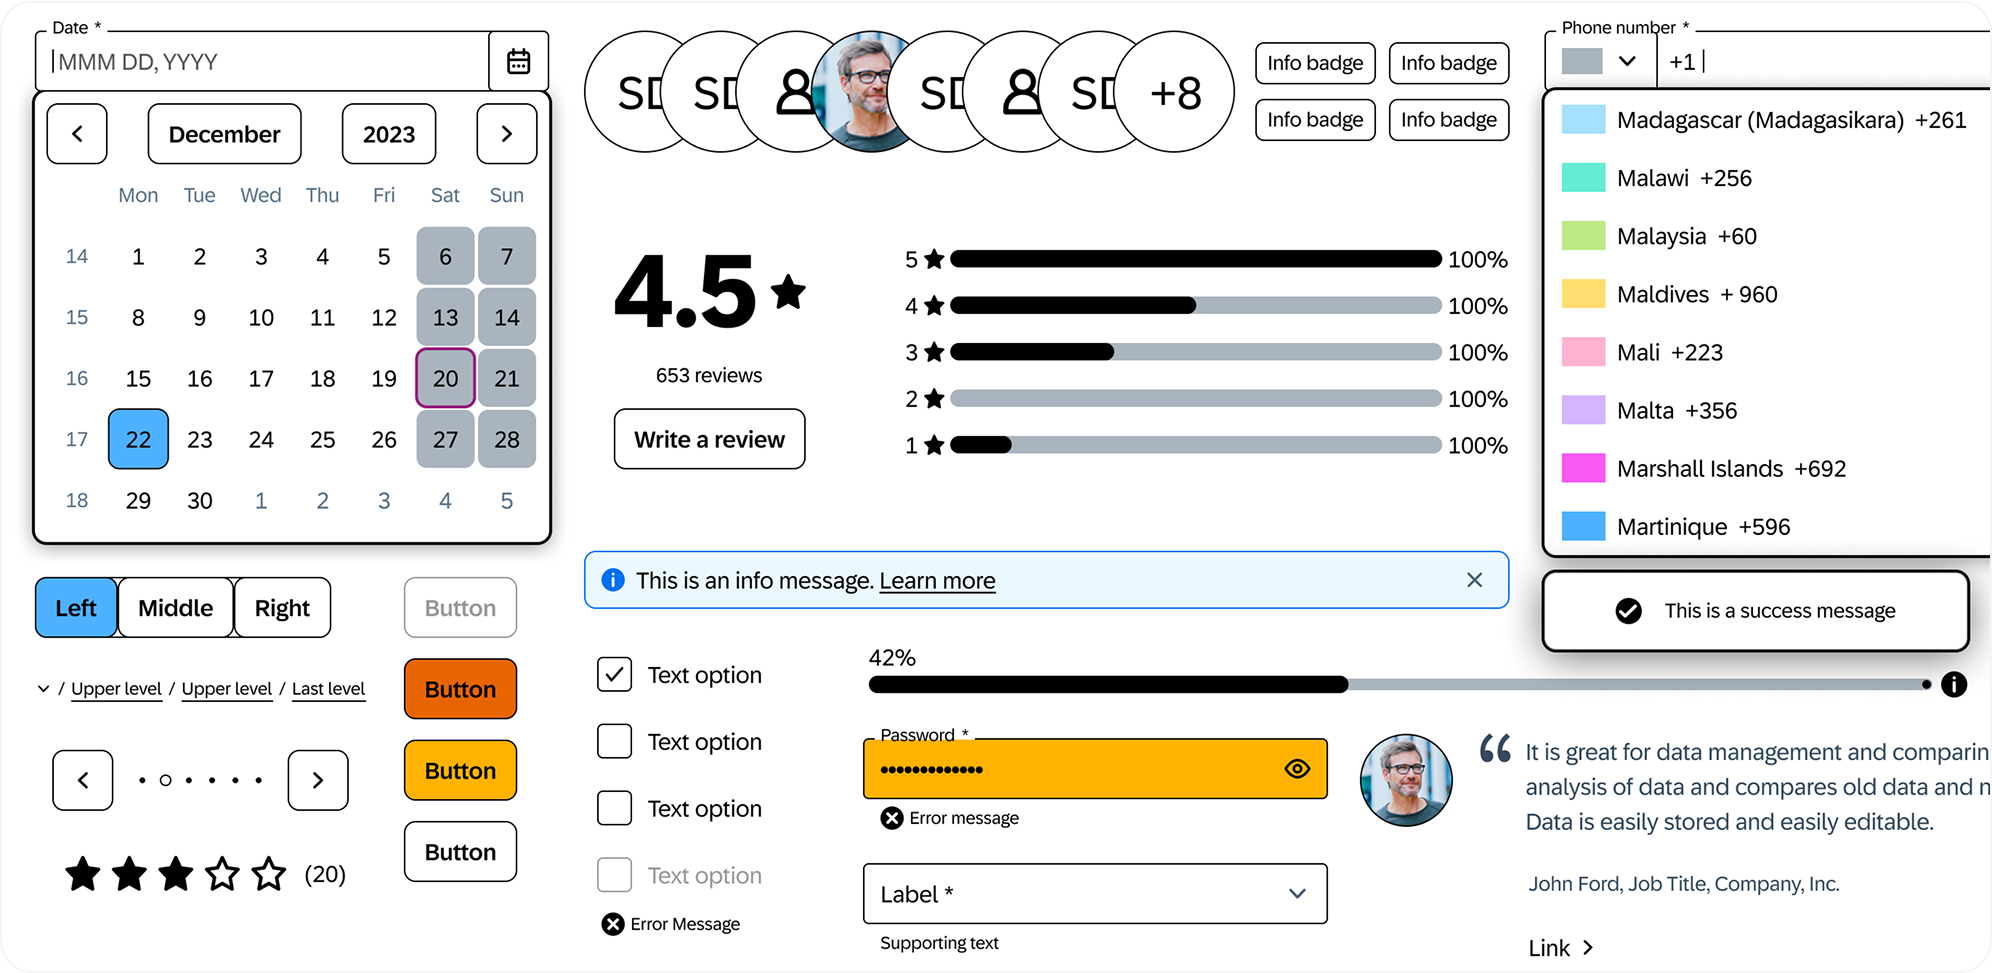 Date *
MMM DD, YYYY
December
2023
Mon Tue Wed Thu Fri Sat Sun
14 1 2 3 4 5 6 7
15 8 9 10 11 12 13 14
16 15 16 17 18 19 20 21
17 22 23 24 25 26 27 28
18 29 30 1 2 3 4 5
Left Middle Right
/ Upper level / Upper level / Last level
(20)
Button
Button
Button
Button
SD SD SD SD +8
Info badge Info badge
Info badge Info badge
4.5
653 reviews
Write a review
5 100%
4 100%
3 100%
2 100%
1 100%
This is an info message. Learn more
Text option
Text option
Text option
Text option
Error Message
42%
Password *
•••••••••••••
Error message
Label *
Supporting text
Phone number *
+1
Madagascar (Madagasikara) +261
Malawi +256
Malaysia +60
Maldives + 960
Mali +223
Malta +356
Marshall Islands +692
Martinique +596
This is a success message
“
It is great for data management and comparin
analysis of data and compares old data and n
Data is easily stored and easily editable.
John Ford, Job Title, Company, Inc.
Link